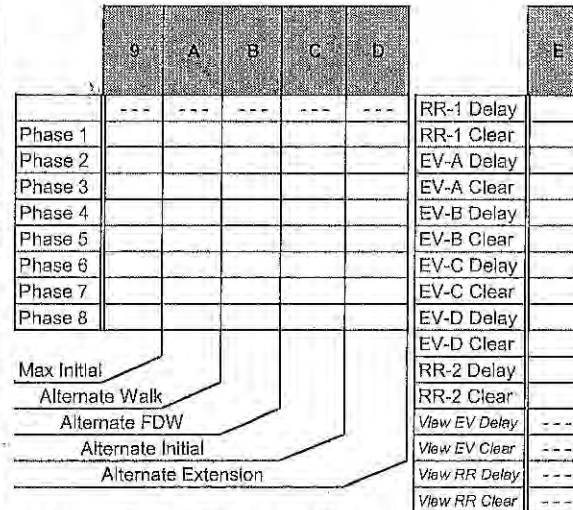 9 A B C D E
--- --- --- --- --- RR-1 Delay
Phase 1 RR-1 Clear
Phase 2 EV-A Delay
Phase 3 EV-A Clear
Phase 4 EV-B Delay
Phase 5 EV-B Clear
Phase 6 EV-C Delay
Phase 7 EV-C Clear
Phase 8 EV-D Delay
EV-D Clear
Max Initial RR-2 Delay
Alternate Walk RR-2 Clear
Alternate FDW View EV Delay ---
Alternate Initial View EV Clear ---
Alternate Extension View RR Delay ---
View RR Clear ---